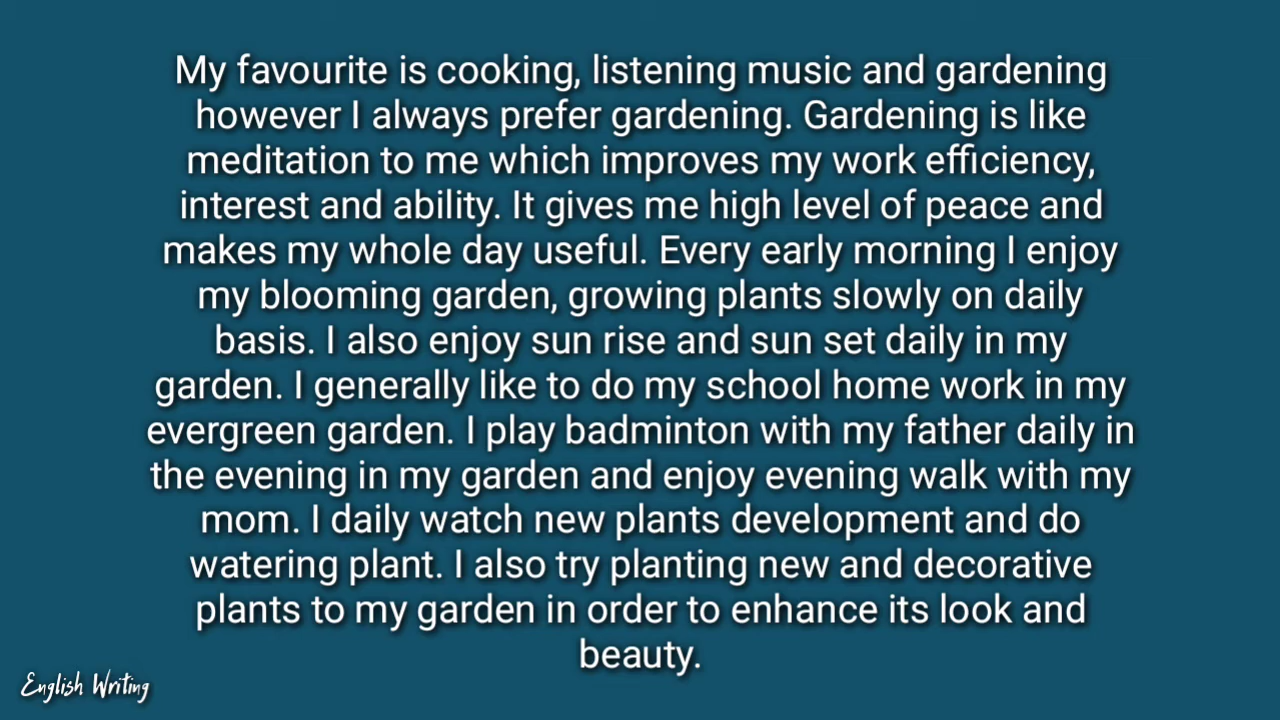 My favourite is cooking, listening music and gardening
however I always prefer gardening. Gardening is like
meditation to me which improves my work efficiency,
interest and ability. It gives me high level of peace and
makes my whole day useful. Every early morning I enjoy
my blooming garden, growing plants slowly on daily
basis. I also enjoy sun rise and sun set daily in my
garden. I generally like to do my school home work in my
evergreen garden. I play badminton with my father daily in
the evening in my garden and enjoy evening walk with my
mom. I daily watch new plants development and do
watering plant. I also try planting new and decorative
plants to my garden in order to enhance its look and
beauty.
English Writing